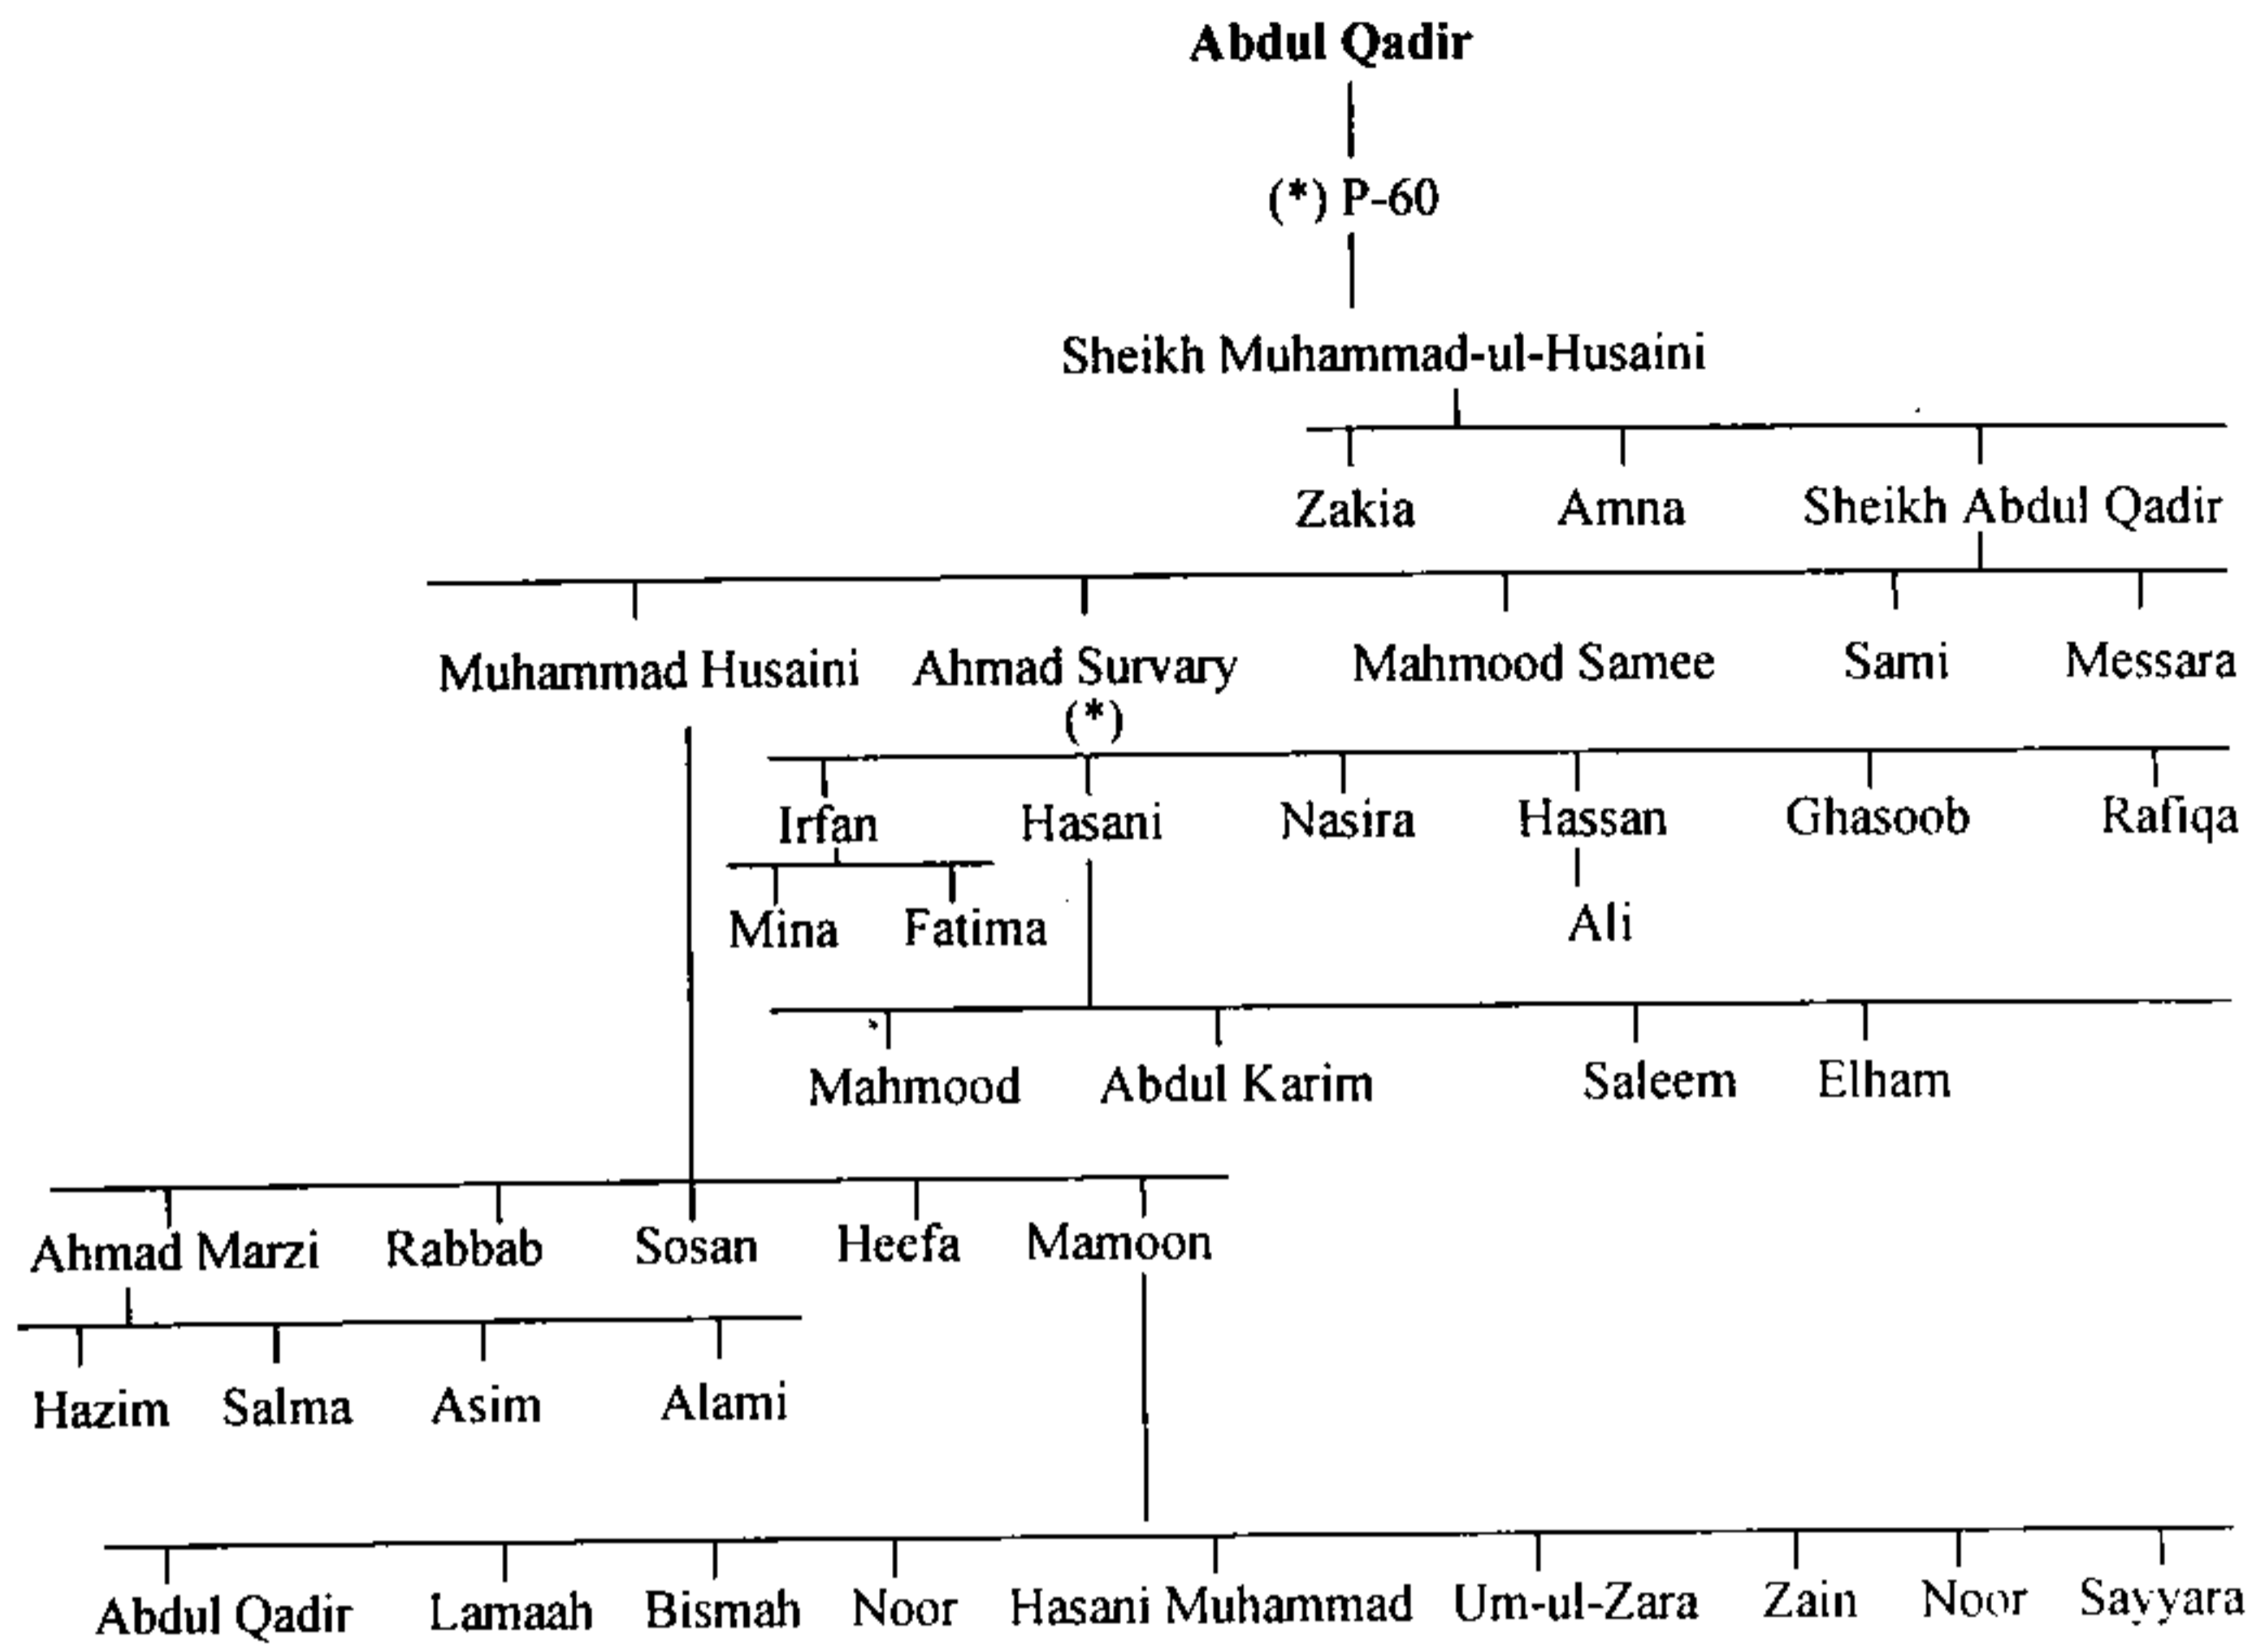 Abdul Qadir
(*) P-60
Sheikh Muhammad-ul-Husaini
Zakia Amna Sheikh Abdul Qadir
Muhammad Husaini Ahmad Survary Mahmood Samee Sami Messara
(*)
Irfan Hasani Nasira Hassan Ghasoob Rafiqa
Mina Fatima Ali
Mahmood Abdul Karim Saleem Elham
Ahmad Marzi Rabbab Sosan Heefa Mamoon
Hazim Salma Asim Alami
Abdul Qadir Lamaah Bismah Noor Hasani Muhammad Um-ul-Zara Zain Noor Sayyara